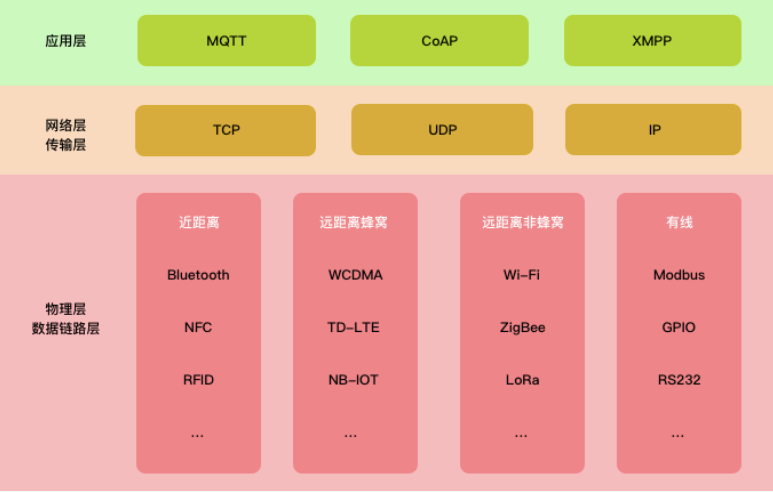 应用层
MQTT
CoAP
XMPP
网络层
传输层
TCP
UDP
IP
物理层
数据链路层
近距离
Bluetooth
NFC
RFID
...
远距离蜂窝
WCDMA
TD-LTE
NB-IOT
...
远距离非蜂窝
Wi-Fi
ZigBee
LoRa
...
有线
Modbus
GPIO
RS232
...